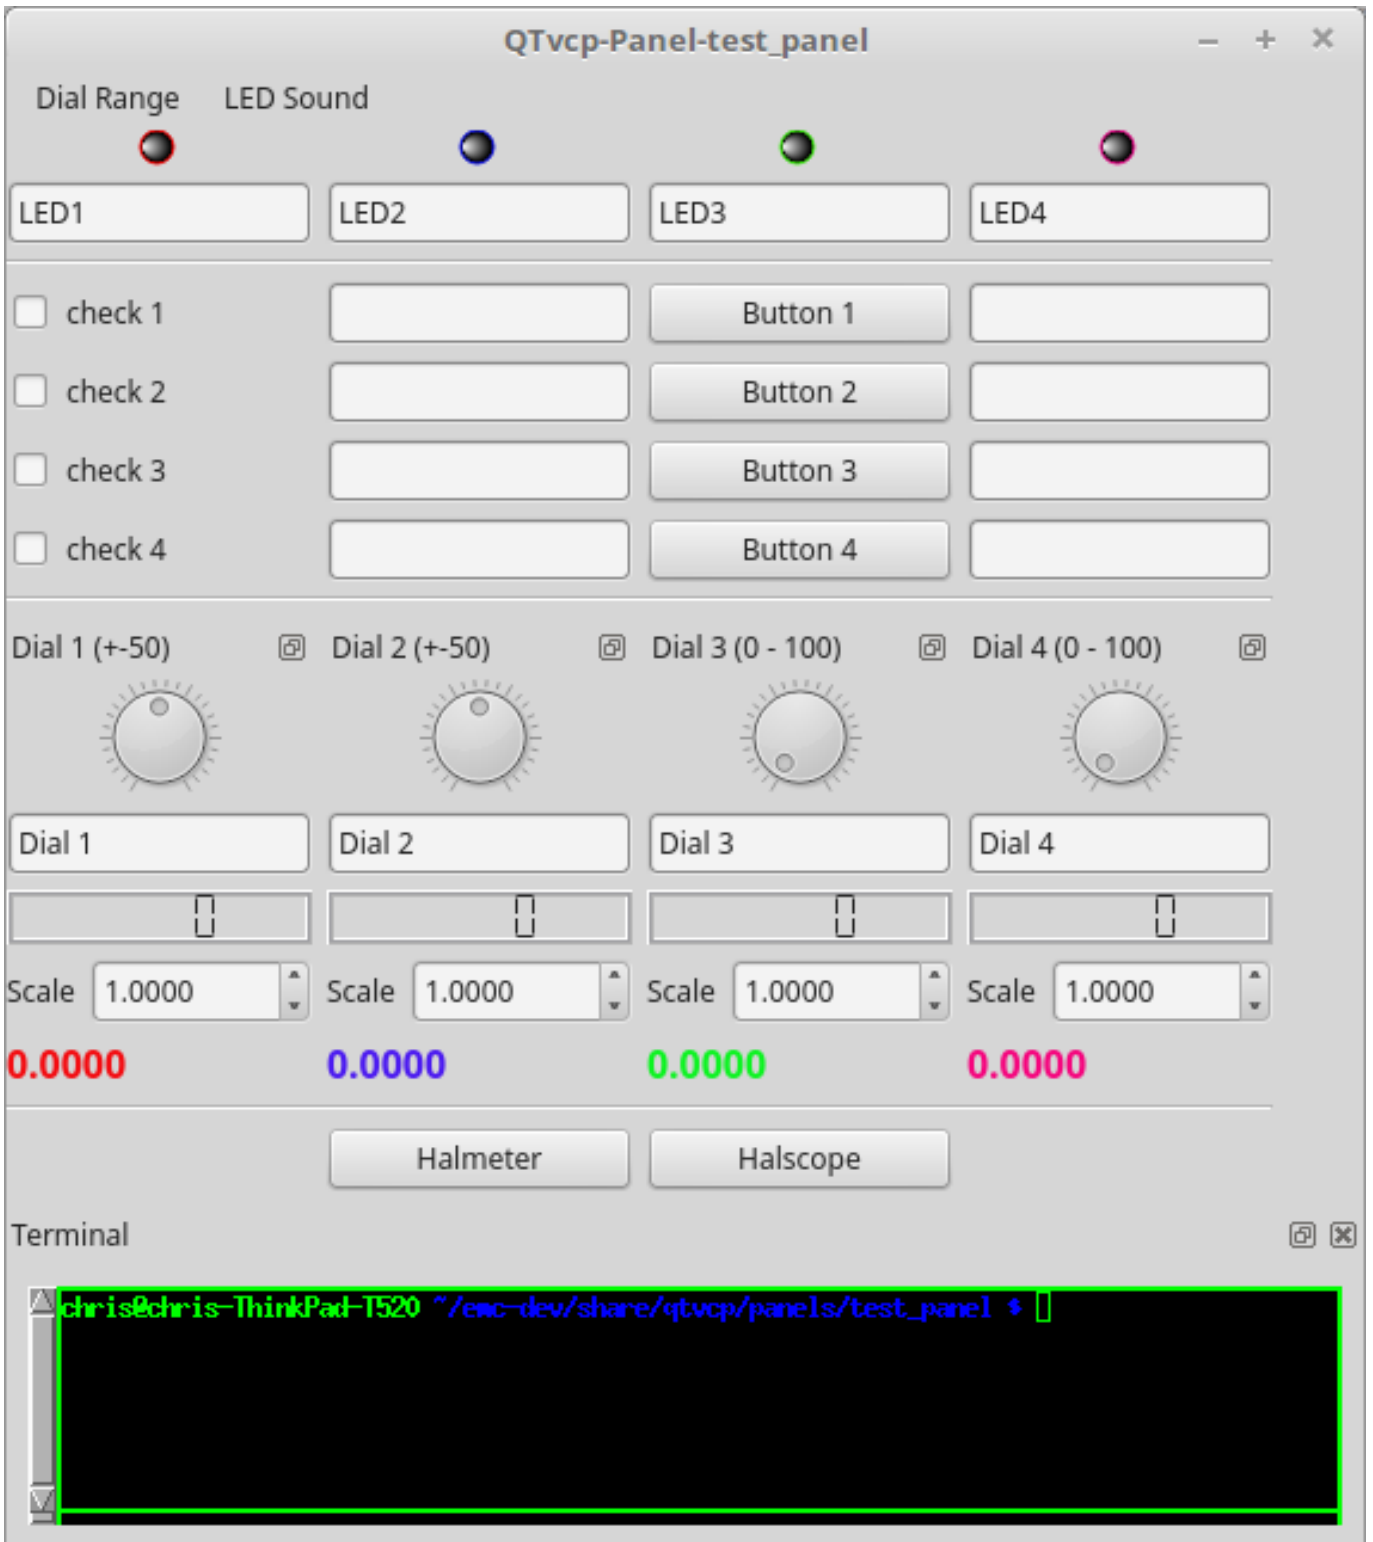 QTvcp-Panel-test_panel
Dial Range LED Sound
LED1 LED2 LED3 LED4
check 1 Button 1
check 2 Button 2
check 3 Button 3
check 4 Button 4
Dial 1 (+-50) Dial 2 (+-50) Dial 3 (0 - 100) Dial 4 (0 - 100)
Dial 1 Dial 2 Dial 3 Dial 4
0 0 0 0
Scale 1.0000 Scale 1.0000 Scale 1.0000 Scale 1.0000
0.0000 0.0000 0.0000 0.0000
Halmeter Halscope
Terminal
chris@chris-ThinkPad-T520 ~/emc-dev/share/qtvcp/panels/test_panel $